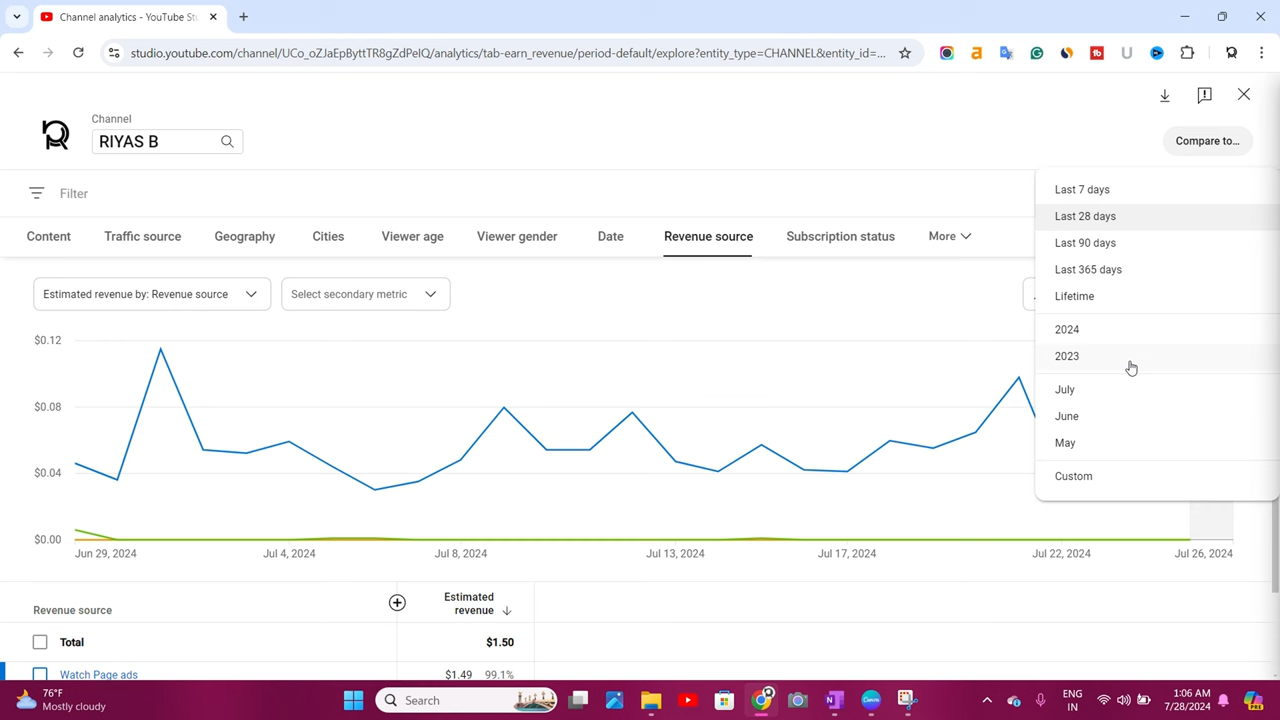 Channel analytics - YouTube St
studio.youtube.com/channel/UCo_oZJaEpByttTR8gZdPelQ/analytics/tab-earn_revenue/period-default/explore?entity_type=CHANNEL&entity_id=...
Channel
RIYAS B
Compare to...
Filter
Content Traffic source Geography Cities Viewer age Viewer gender Date Revenue source Subscription status More
Last 7 days
Last 28 days
Last 90 days
Last 365 days
Lifetime
2024
2023
July
June
May
Custom
Estimated revenue by: Revenue source Select secondary metric
$0.12
$0.08
$0.04
$0.00
Jun 29, 2024 Jul 4, 2024 Jul 8, 2024 Jul 13, 2024 Jul 17, 2024 Jul 22, 2024 Jul 26, 2024
Revenue source Estimated revenue
Total $1.50
Watch Page ads $1.49 99.1%
76°F
Mostly cloudy
Search
ENG
IN
1:06 AM
7/28/2024